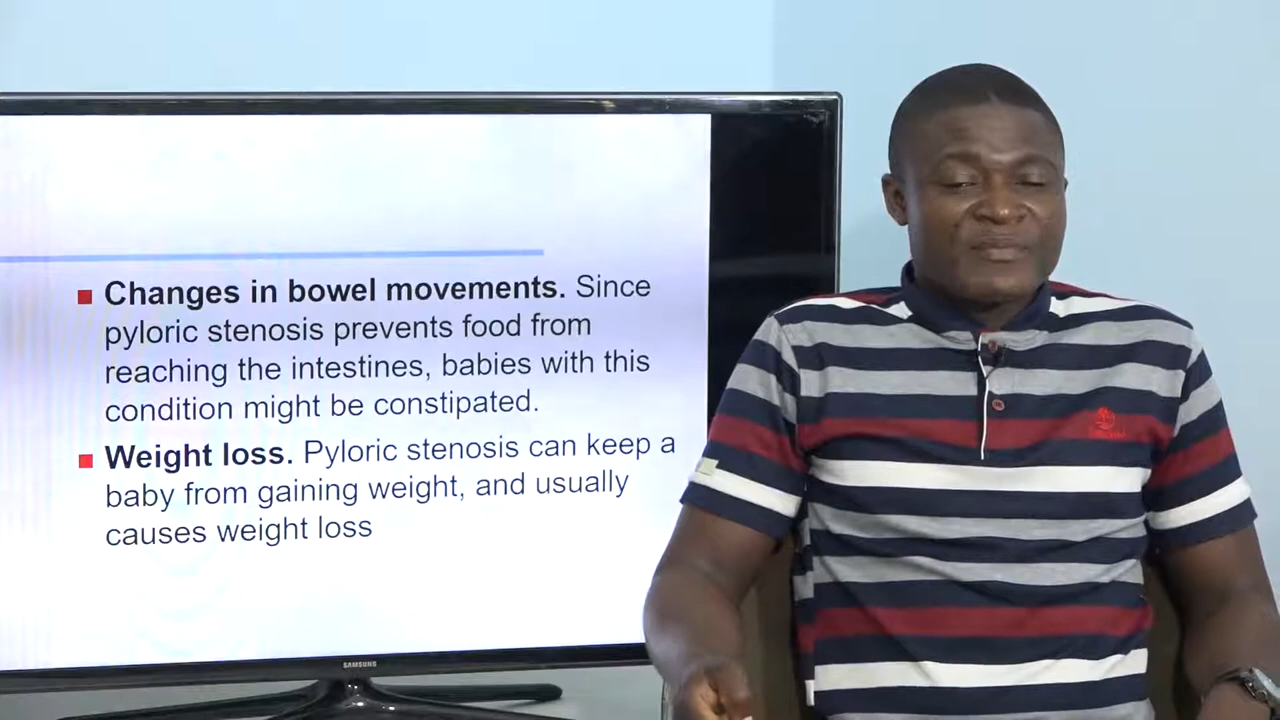 Changes in bowel movements. Since
pyloric stenosis prevents food from
reaching the intestines, babies with this
condition might be constipated.
Weight loss. Pyloric stenosis can keep a
baby from gaining weight, and usually
causes weight loss
SAMSUNG